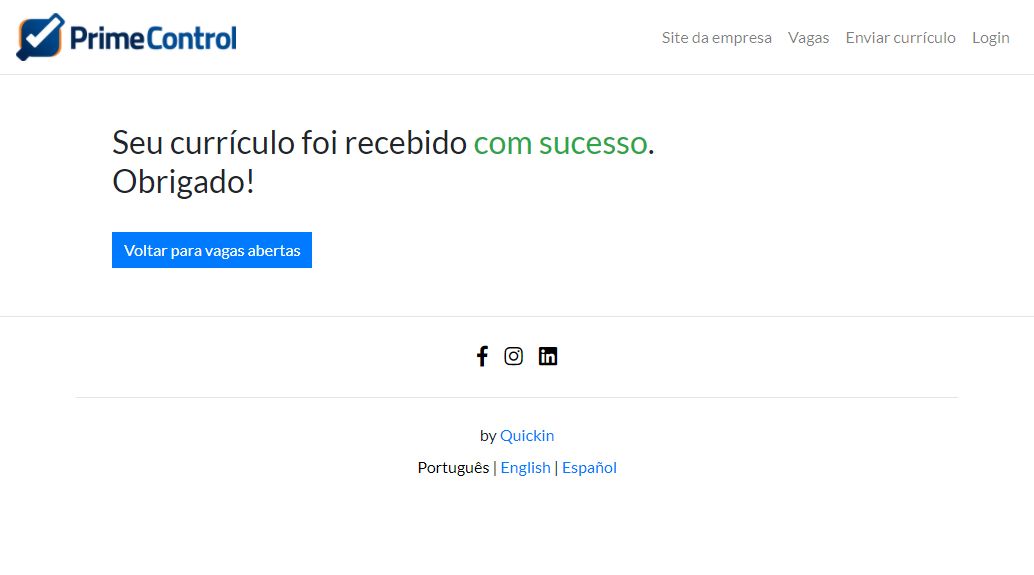 PrimeControl
Site da empresa Vagas Enviar currículo Login
Seu currículo foi recebido com sucesso.
Obrigado!
Voltar para vagas abertas
by Quickin
Português | English | Español